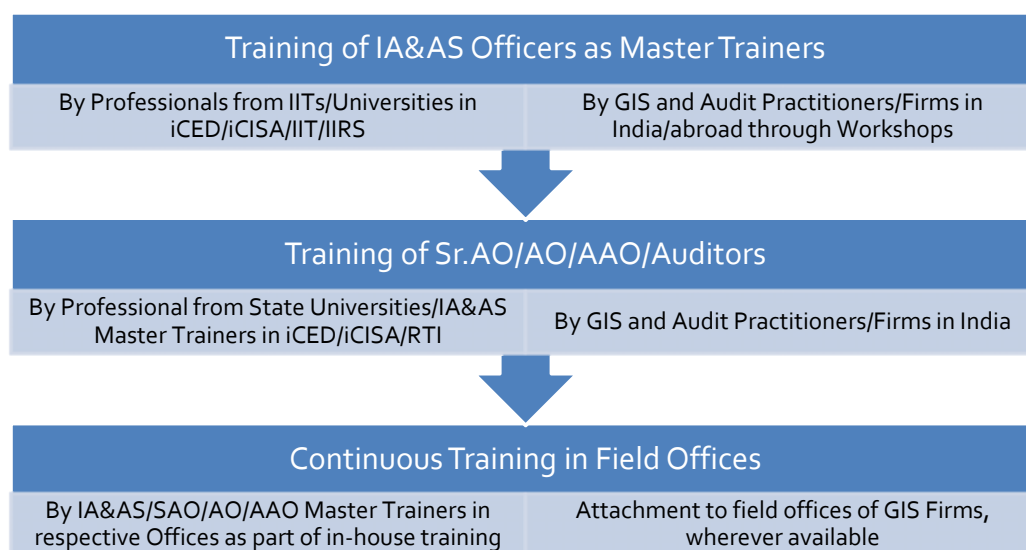 Training of IA&AS Officers as Master Trainers
By Professionals from IITs/Universities in
iCED/iCISA/IIT/IIRS
By GIS and Audit Practitioners/Firms in
India/abroad through Workshops
Training of Sr.AO/AO/AAO/Auditors
By Professional from State Universities/IA&AS
Master Trainers in iCED/iCISA/RTI
By GIS and Audit Practitioners/Firms in India
Continuous Training in Field Offices
By IA&AS/SAO/AO/AAO Master Trainers in
respective Offices as part of in-house training
Attachment to field offices of GIS Firms,
wherever available